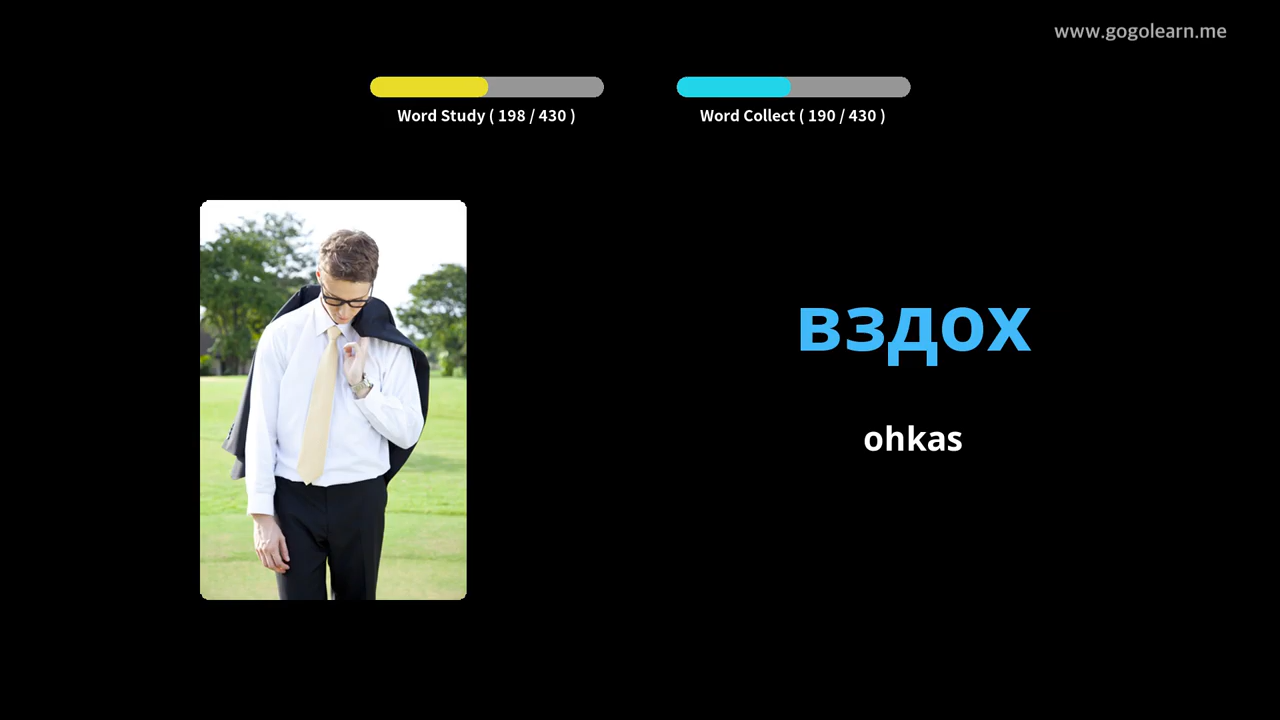 www.gogolearn.me
Word Study ( 198 / 430 )
Word Collect ( 190 / 430 )
вздох
ohkas